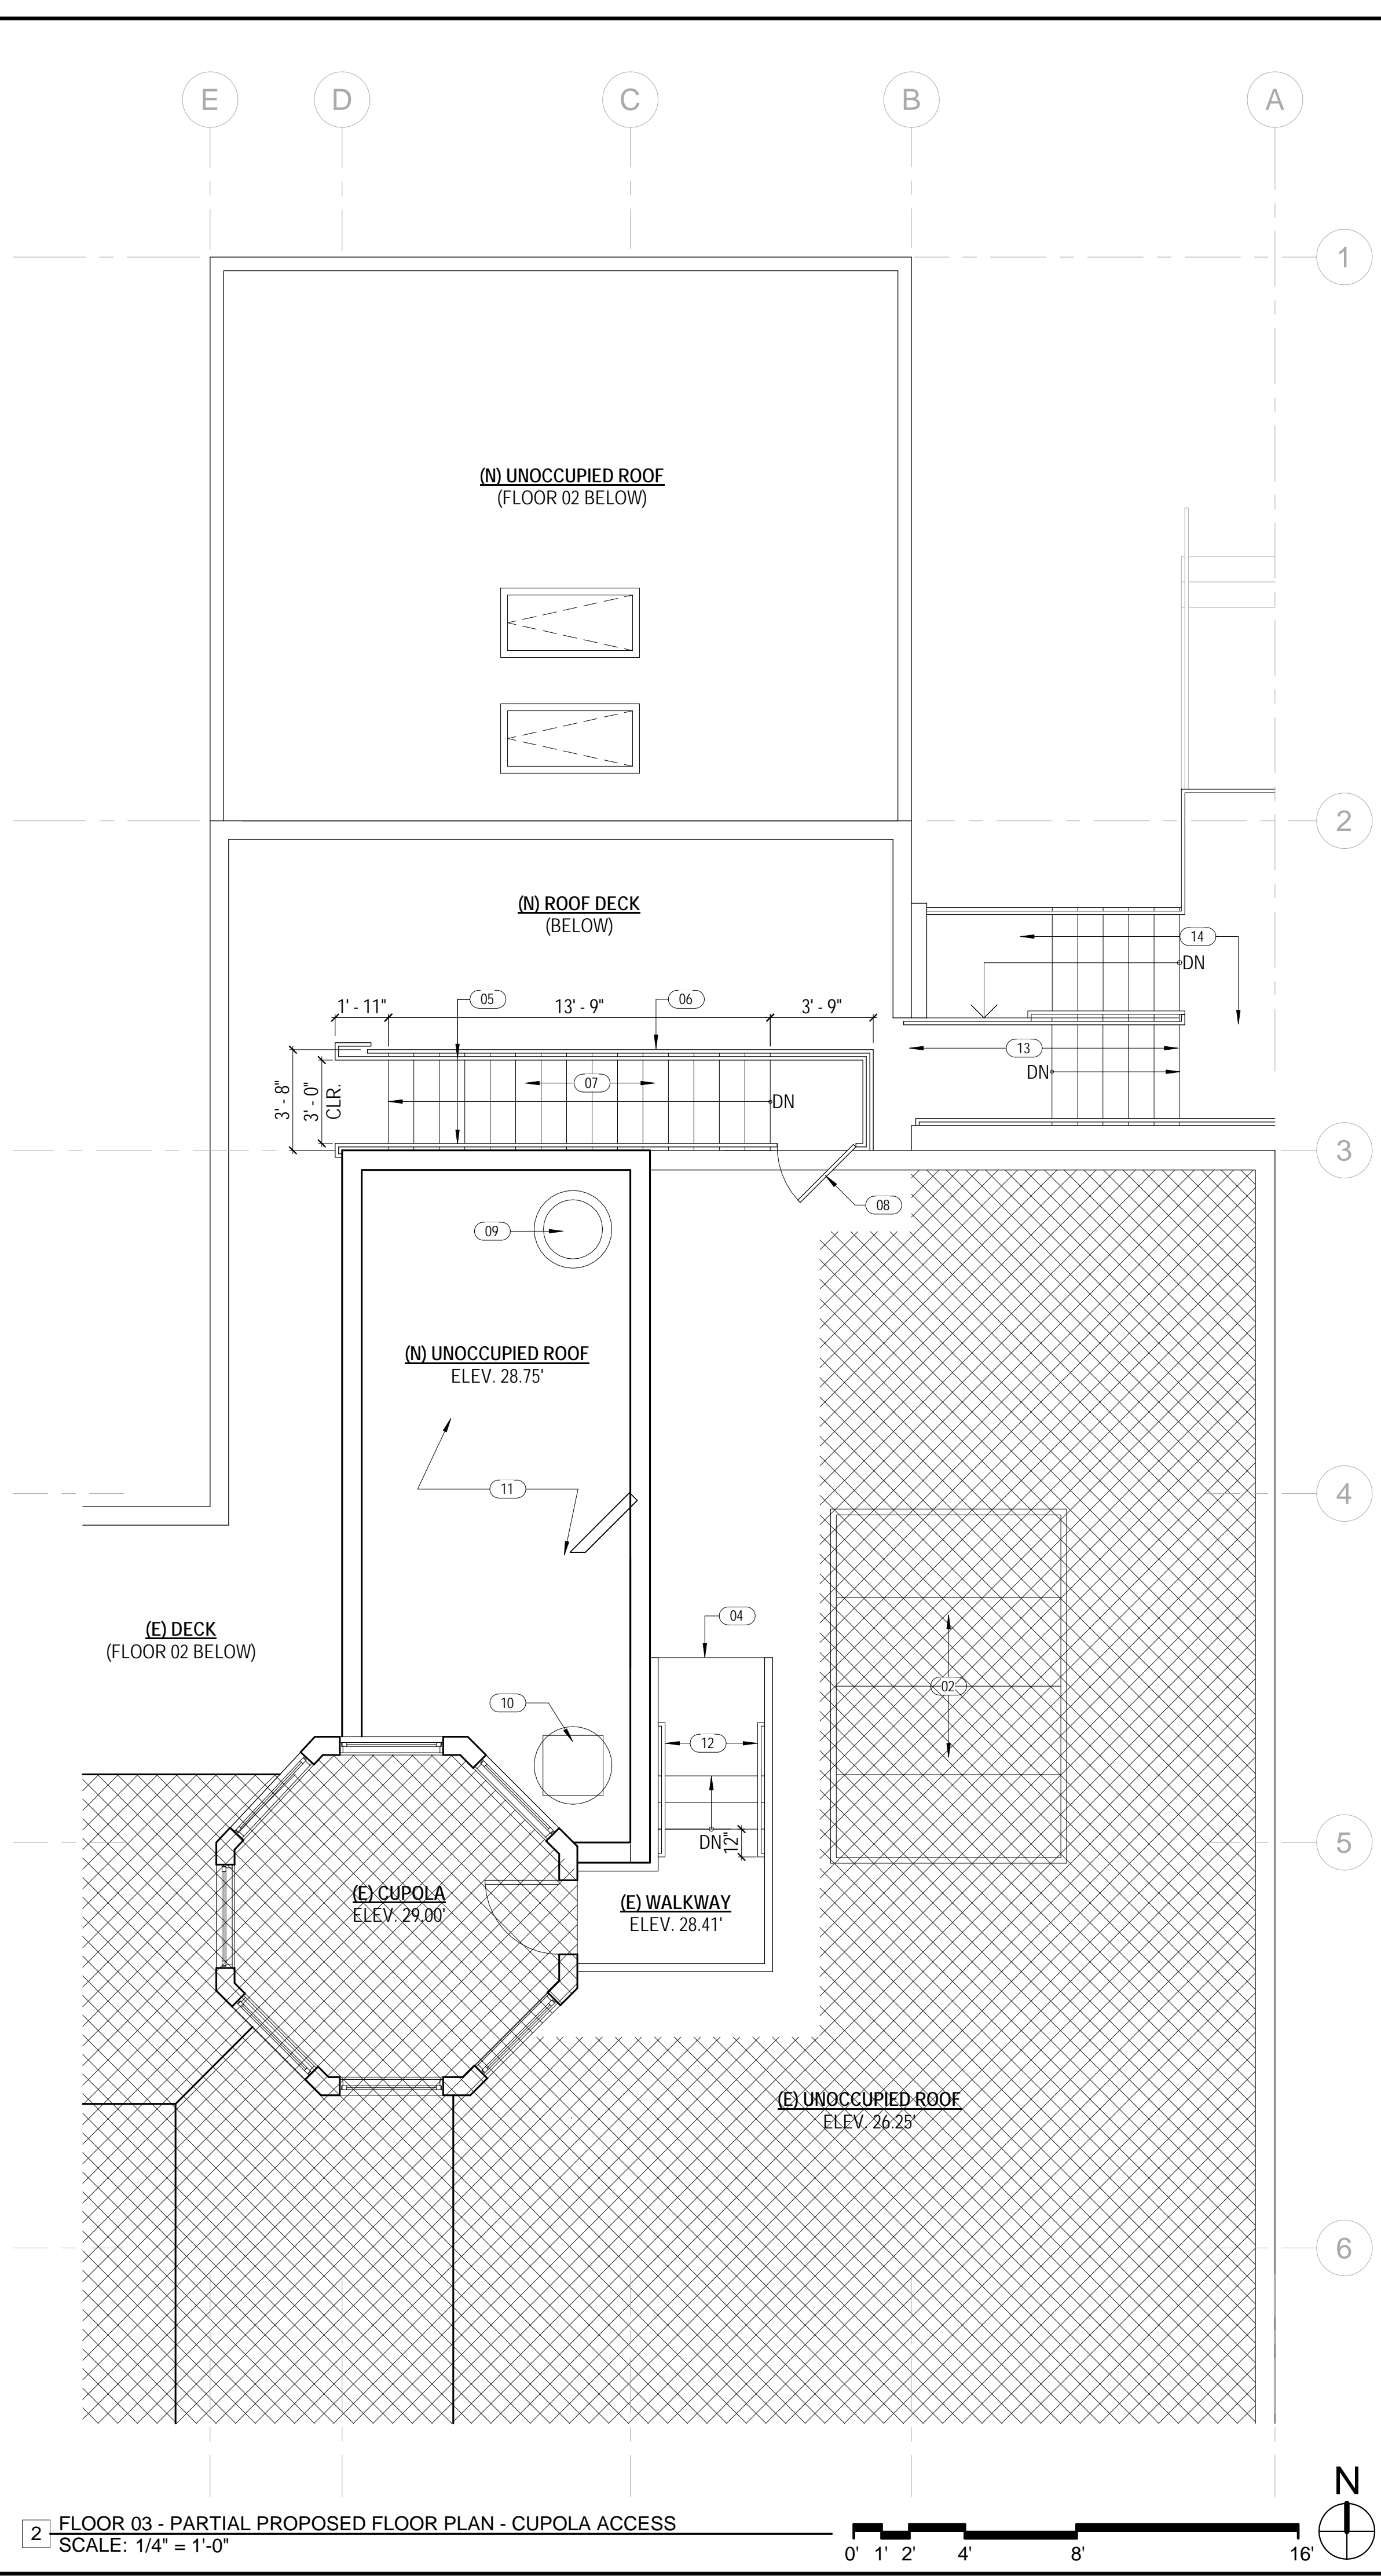 E D C B A
1
(N) UNOCCUPIED ROOF
(FLOOR 02 BELOW)
2
(N) ROOF DECK
(BELOW)
14
DN
1' - 11"
05
13' - 9"
06
3' - 9"
13
DN
3' - 8"
3' - 0"
CLR.
07
DN
3
08
09
(N) UNOCCUPIED ROOF
ELEV. 28.75'
11
4
04
(E) DECK
(FLOOR 02 BELOW)
02
10
12
DN
12"
5
(E) CUPOLA
ELEV. 29.00'
(E) WALKWAY
ELEV. 28.41'
(E) UNOCCUPIED ROOF
ELEV. 26.25'
6
N
2
FLOOR 03 - PARTIAL PROPOSED FLOOR PLAN - CUPOLA ACCESS
SCALE: 1/4" = 1'-0"
0' 1' 2' 4' 8' 16'